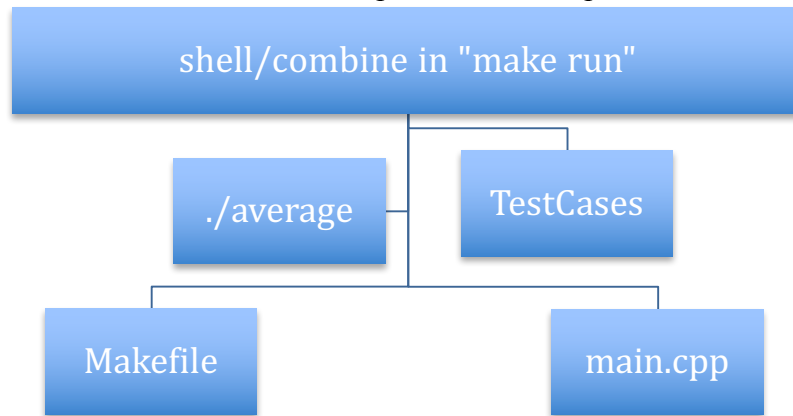 shell/combine in "make run"
./average
TestCases
Makefile
main.cpp